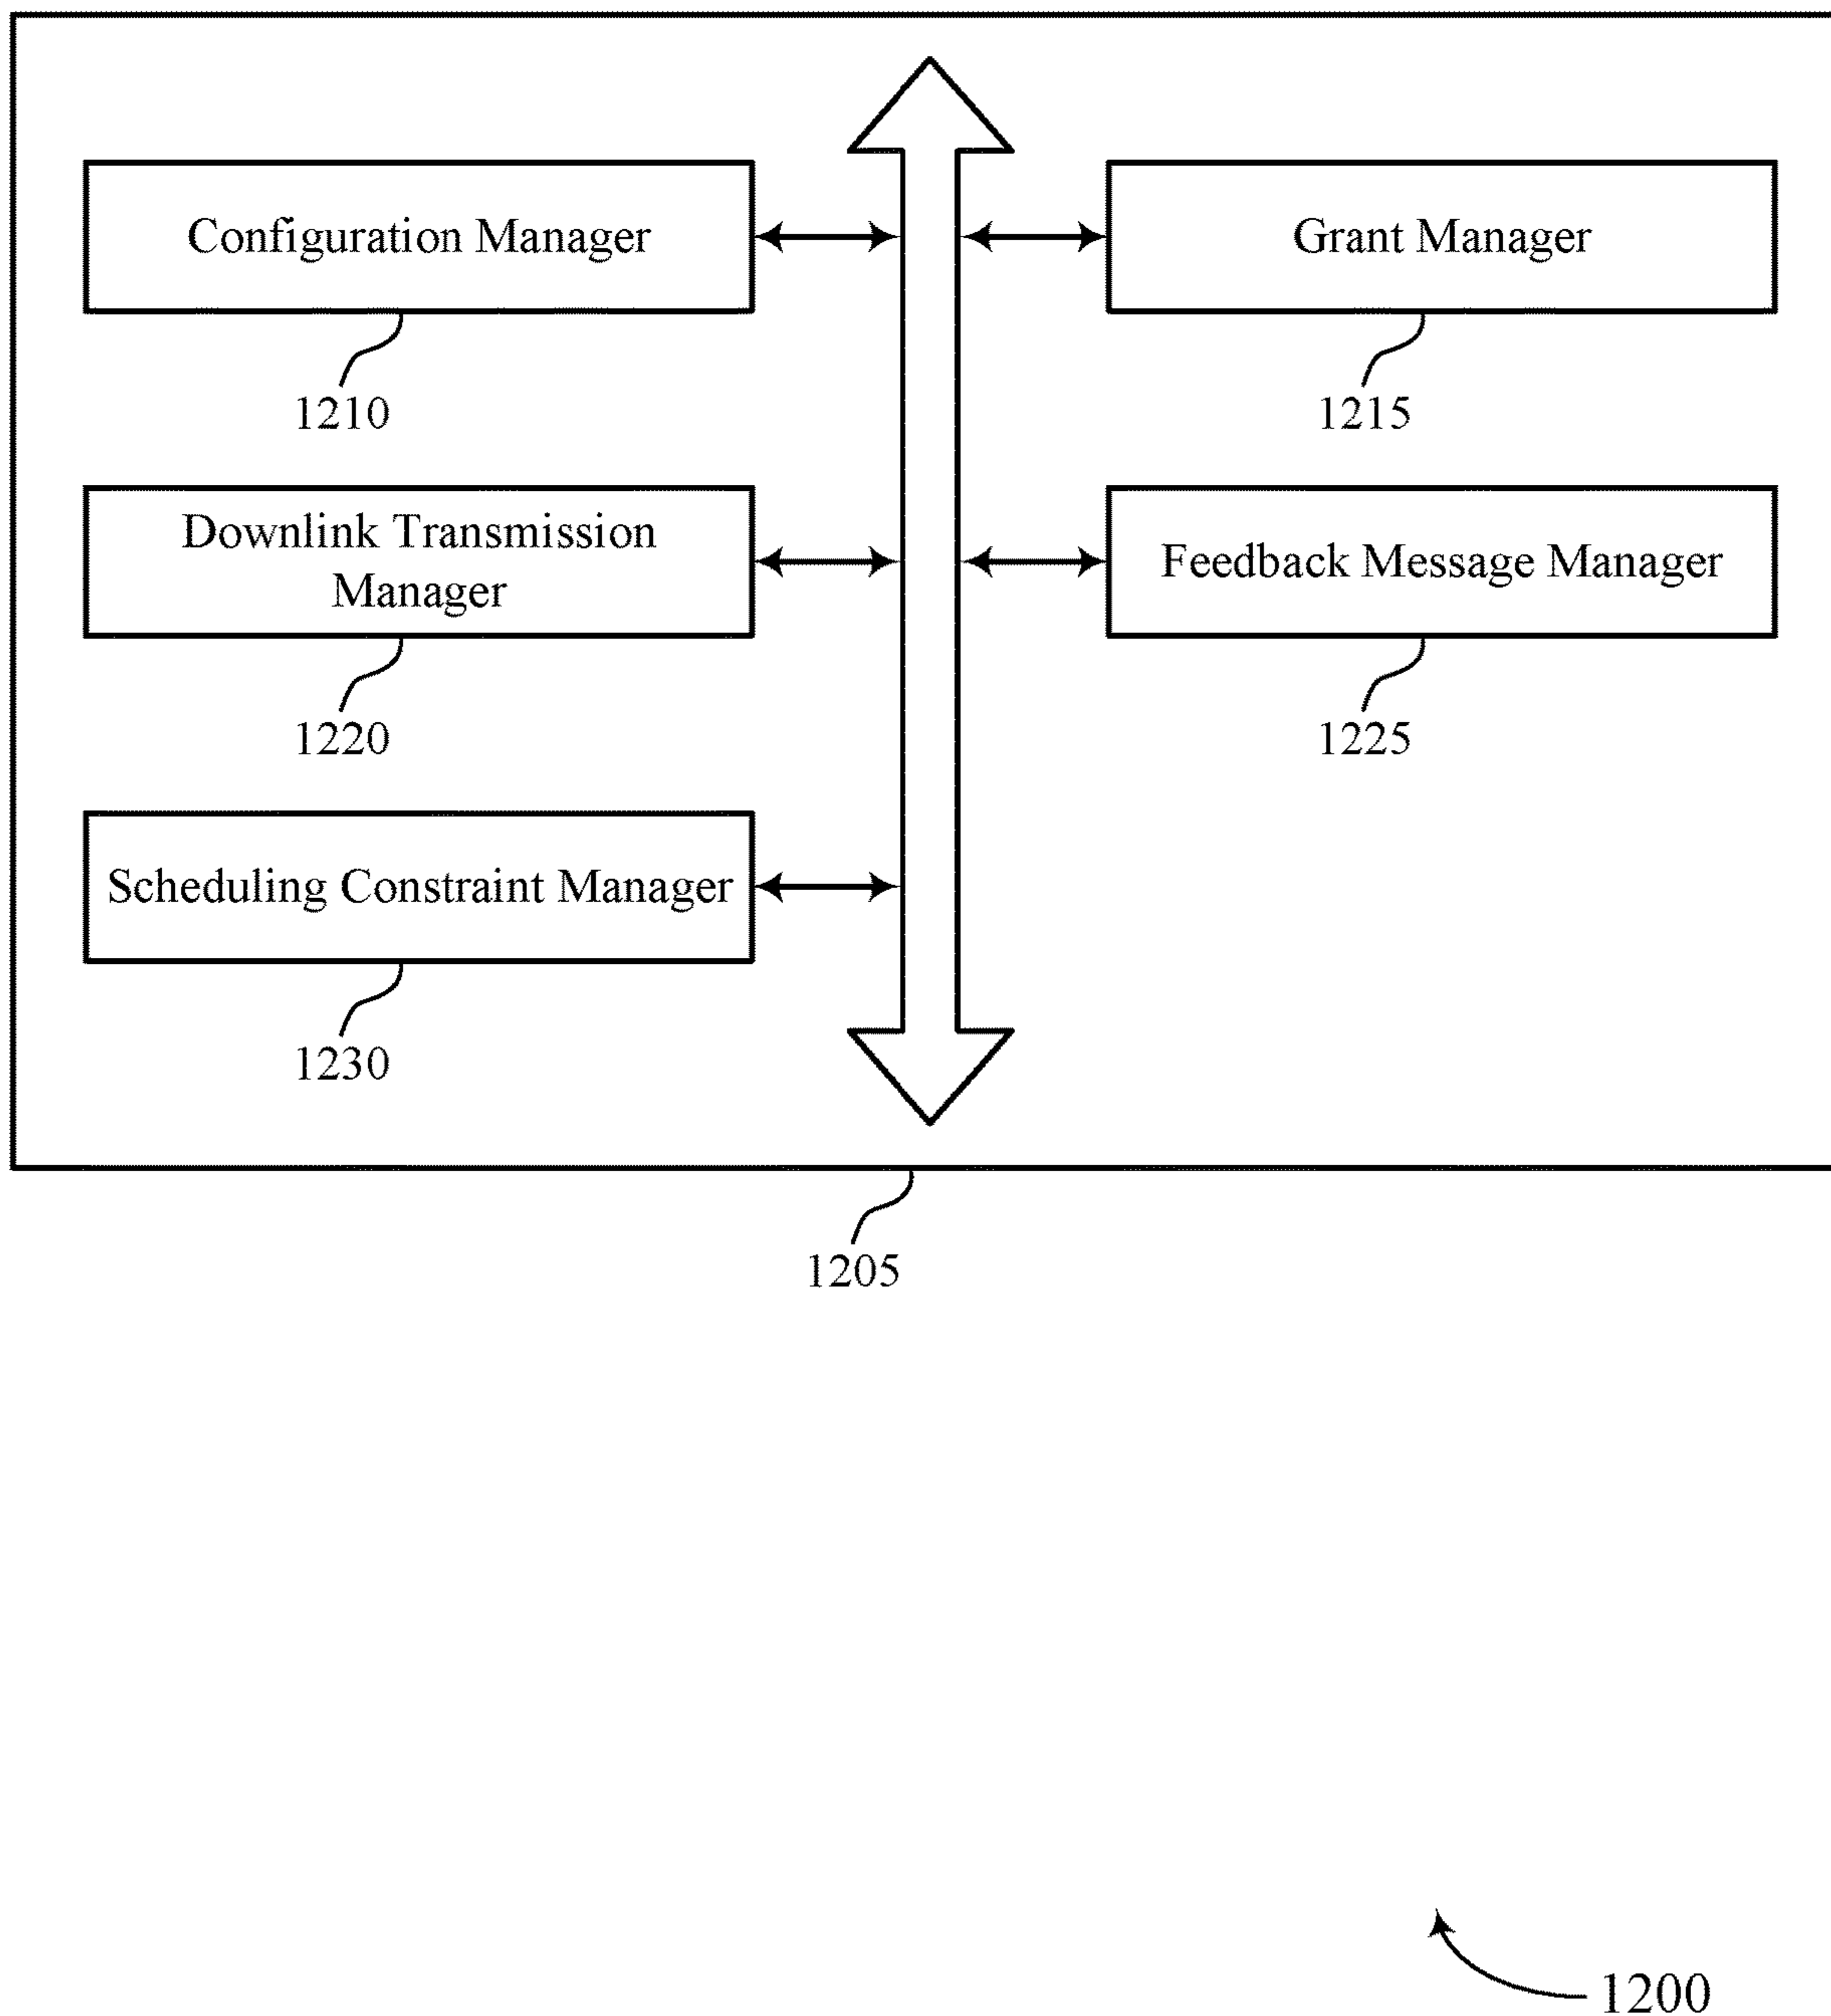 Configuration Manager
Grant Manager
1210
1215
Downlink Transmission
Manager
Feedback Message Manager
1220
1225
Scheduling Constraint Manager
1230
1205
1200